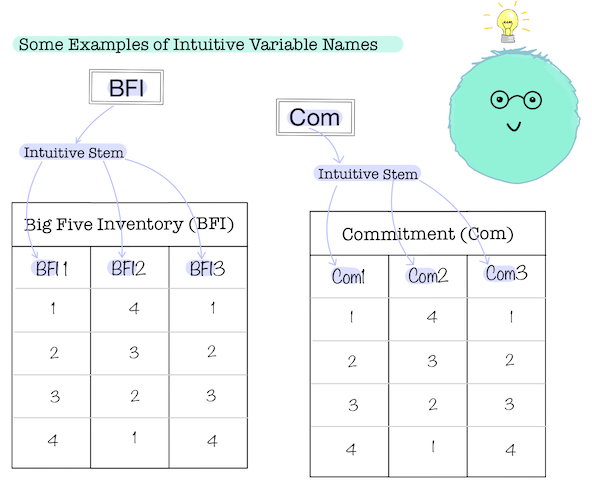 Some Examples of Intuitive Variable Names
BFI
Intuitive Stem
Big Five Inventory (BFI)
BFI1 BFI2 BFI3
1 4 1
2 3 2
3 2 3
4 1 4
Com
Intuitive Stem
Commitment (Com)
Com1 Com2 Com3
1 4 1
2 3 2
3 2 3
4 1 4